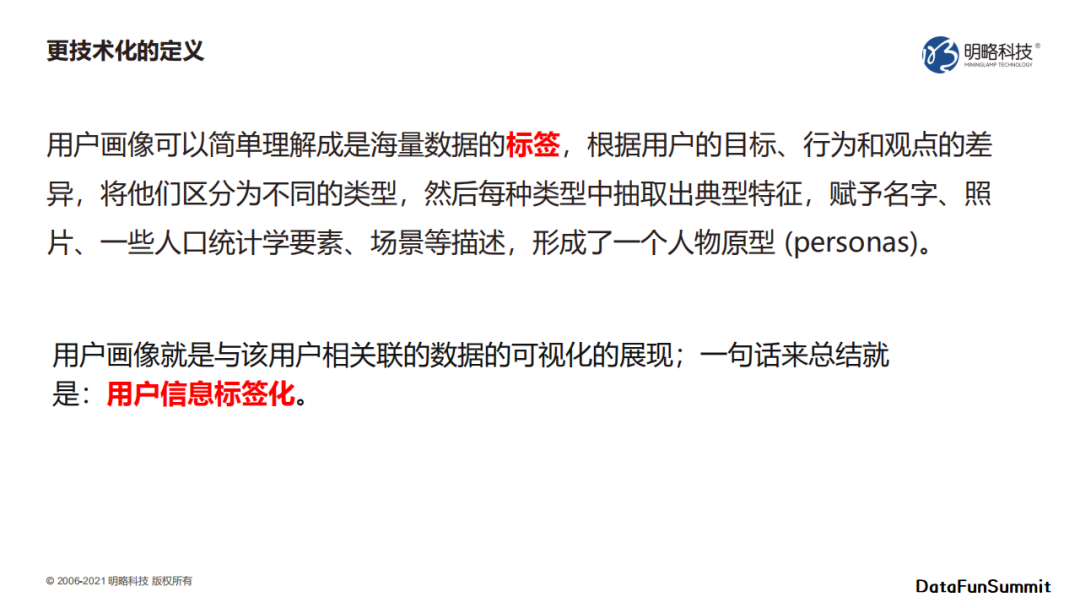 更技术化的定义
明略科技®
MININGLAMP TECHNOLOGY
用户画像可以简单理解成是海量数据的标签，根据用户的目标、行为和观点的差
异，将他们区分为不同的类型，然后每种类型中抽取出典型特征，赋予名字、照
片、一些人口统计学要素、场景等描述，形成了一个人物原型 (personas)。
用户画像就是与该用户相关联的数据的可视化的展现；一句话来总结就
是：用户信息标签化。
© 2006-2021 明略科技 版权所有
DataFunSummit